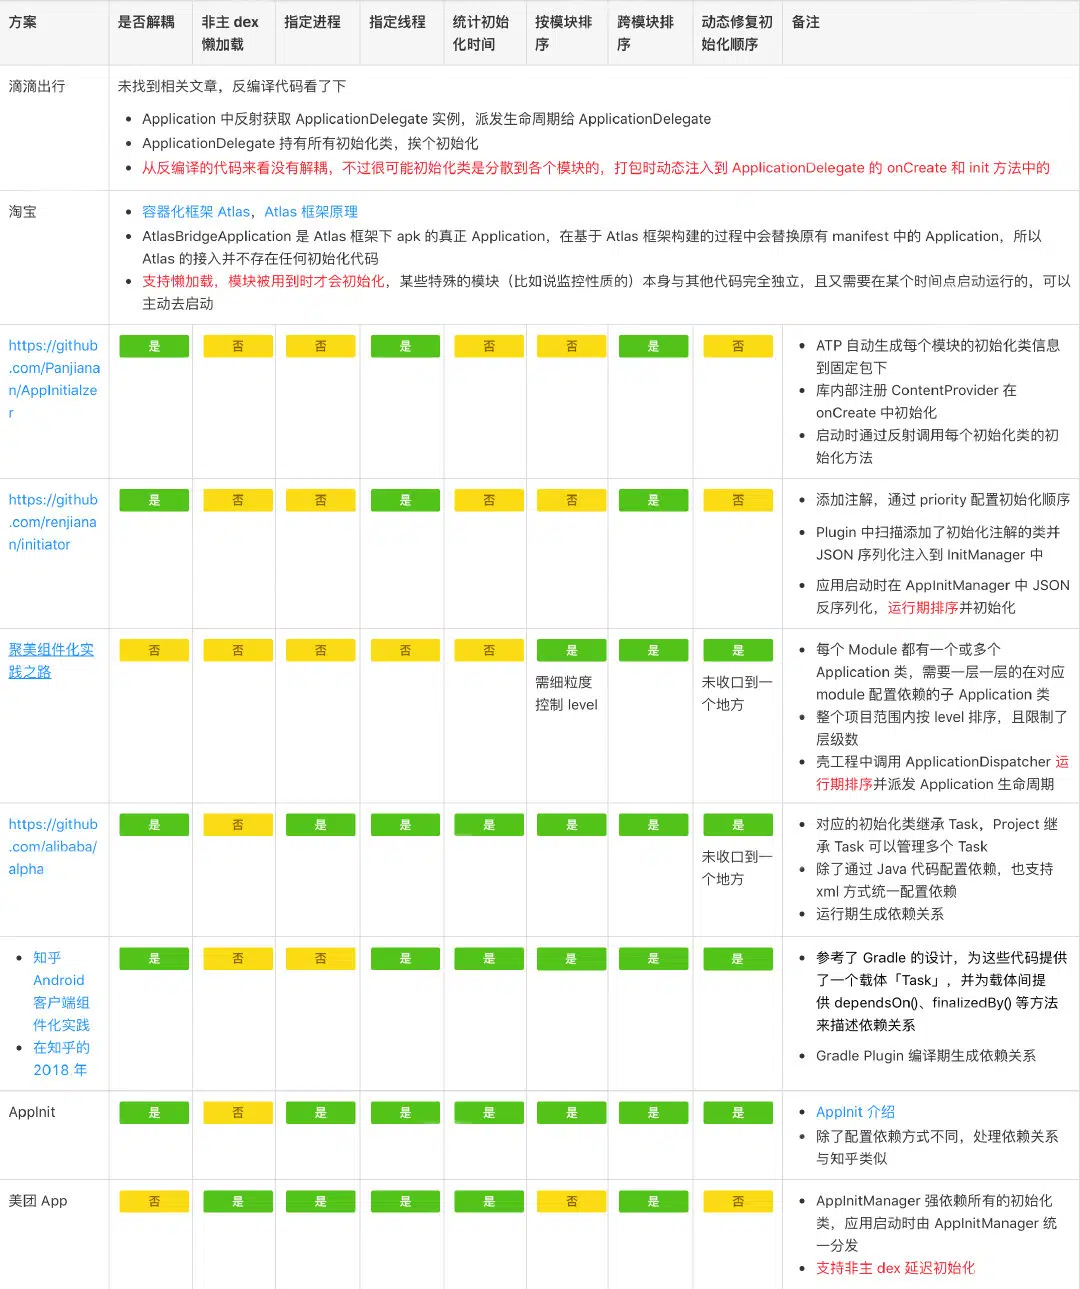 方案
是否解耦
非主 dex
懒加载
指定进程
指定线程
统计初始
化时间
按模块排
序
跨模块排
序
动态修复初
始化顺序
备注
滴滴出行
未找到相关文章，反编译代码看了下
Application 中反射获取 ApplicationDelegate 实例，派发生命周期给 ApplicationDelegate
ApplicationDelegate 持有所有初始化类，挨个初始化
从反编译的代码来看没有解耦，不过很可能初始化类是分散到各个模块的，打包时动态注入到 ApplicationDelegate 的 onCreate 和 init 方法中的
淘宝
容器化框架 Atlas，Atlas 框架原理
AtlasBridgeApplication 是 Atlas 框架下 apk 的真正 Application，在基于 Atlas 框架构建的过程中会替换原有 manifest 中的 Application，所以
Atlas 的接入并不存在任何初始化代码
支持懒加载，模块被用到时才会初始化，某些特殊的模块（比如说监控性质的）本身与其他代码完全独立，且又需要在某个时间点启动运行的，可以
主动去启动
https://github
.com/Panjiana
n/AppInitialze
r
是
否
否
是
否
否
是
否
ATP 自动生成每个模块的初始化类信息
到固定包下
库内部注册 ContentProvider 在
onCreate 中初始化
启动时通过反射调用每个初始化类的初
始化方法
https://github
.com/renjiana
n/initiator
是
否
否
是
否
否
是
否
添加注解，通过 priority 配置初始化顺序
Plugin 中扫描添加了初始化注解的类并
JSON 序列化注入到 InitManager 中
应用启动时在 AppInitManager 中 JSON
反序列化，运行期排序并初始化
聚美组件化实
践之路
否
否
否
否
否
是
需细粒度
控制 level
是
是
未收口到一
个地方
每个 Module 都有一个或多个
Application 类，需要一层一层的在对应
module 配置依赖的子 Application 类
整个项目范围内按 level 排序，且限制了
层级数
壳工程中调用 ApplicationDispatcher 运
行期排序并派发 Application 生命周期
https://github
.com/alibaba/
alpha
是
否
是
是
是
是
是
是
未收口到一
个地方
对应的初始化类继承 Task，Project 继
承 Task 可以管理多个 Task
除了通过 Java 代码配置依赖，也支持
xml 方式统一配置依赖
运行期生成依赖关系
知乎
Android
客户端组
件化实践
在知乎的
2018 年
是
否
否
是
是
是
是
是
参考了 Gradle 的设计，为这些代码提供
了一个载体「Task」，并为载体间提
供 dependsOn()、finalizedBy() 等方法
来描述依赖关系
Gradle Plugin 编译期生成依赖关系
AppInit
是
否
是
是
是
是
是
是
AppInit 介绍
除了配置依赖方式不同，处理依赖关系
与知乎类似
美团 App
否
是
是
是
是
否
是
否
AppInitManager 强依赖所有的初始化
类，应用启动时由 AppInitManager 统
一分发
支持非主 dex 延迟初始化